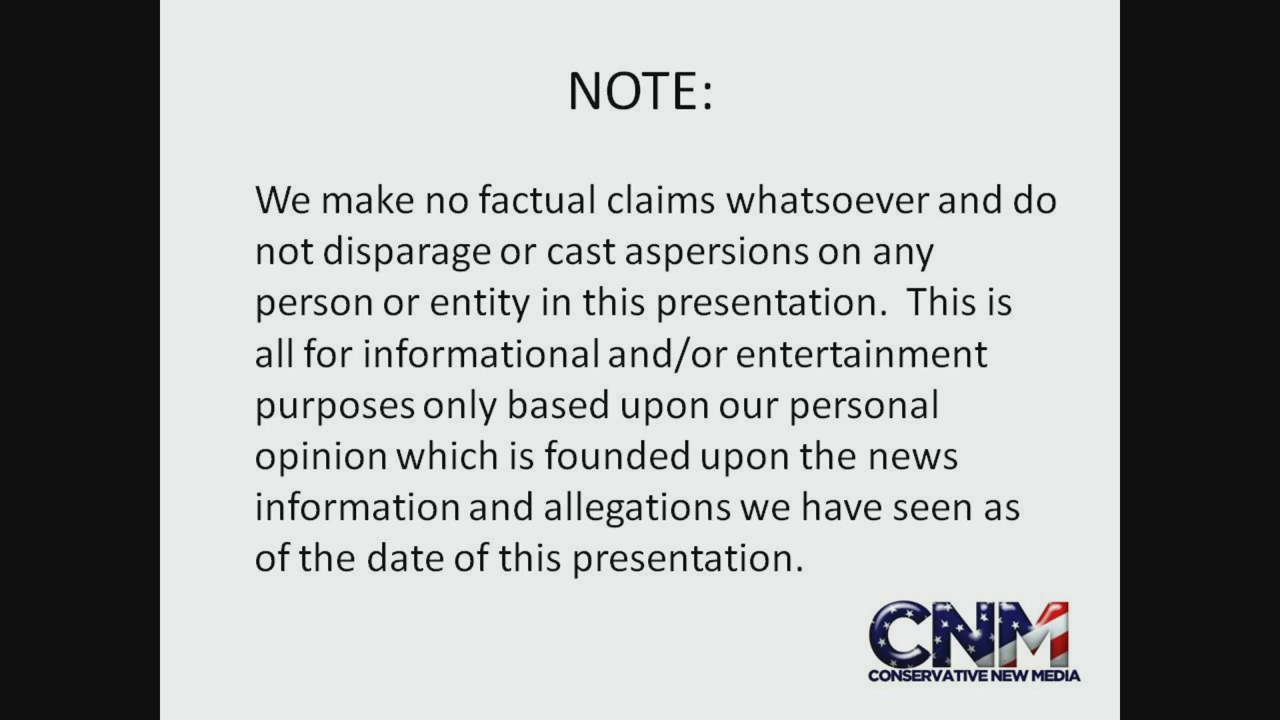 NOTE:
We make no factual claims whatsoever and do
not disparage or cast aspersions on any
person or entity in this presentation.  This is
all for informational and/or entertainment
purposes only based upon our personal
opinion which is founded upon the news
information and allegations we have seen as
of the date of this presentation.
CNM
CONSERVATIVE NEW MEDIA